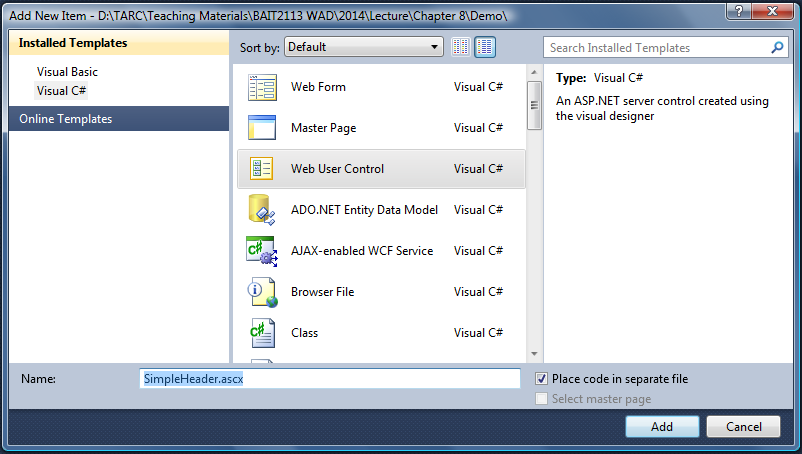 Add New Item - D:\TARC\Teaching Materials\BAIT2113 WAD\2014\Lecture\Chapter 8\Demo\
Installed Templates
Visual Basic
Visual C#
Online Templates
Sort by: Default
Search Installed Templates
Web Form Visual C#
Master Page Visual C#
Web User Control Visual C#
ADO.NET Entity Data Model Visual C#
AJAX-enabled WCF Service Visual C#
Browser File Visual C#
Class Visual C#
Type: Visual C#
An ASP.NET server control created using
the visual designer
Name: SimpleHeader.ascx
Place code in separate file
Select master page
Add Cancel